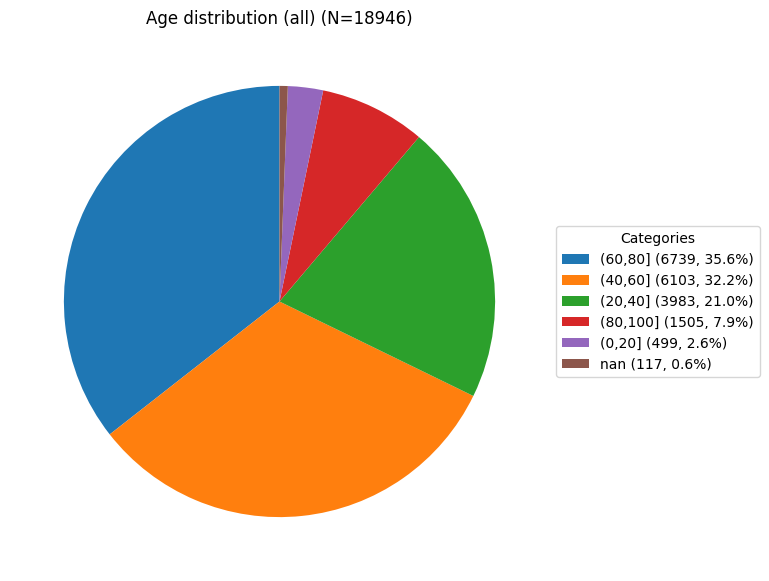 Age distribution (all) (N=18946)
Categories
(60,80] (6739, 35.6%)
(40,60] (6103, 32.2%)
(20,40] (3983, 21.0%)
(80,100] (1505, 7.9%)
(0,20] (499, 2.6%)
nan (117, 0.6%)